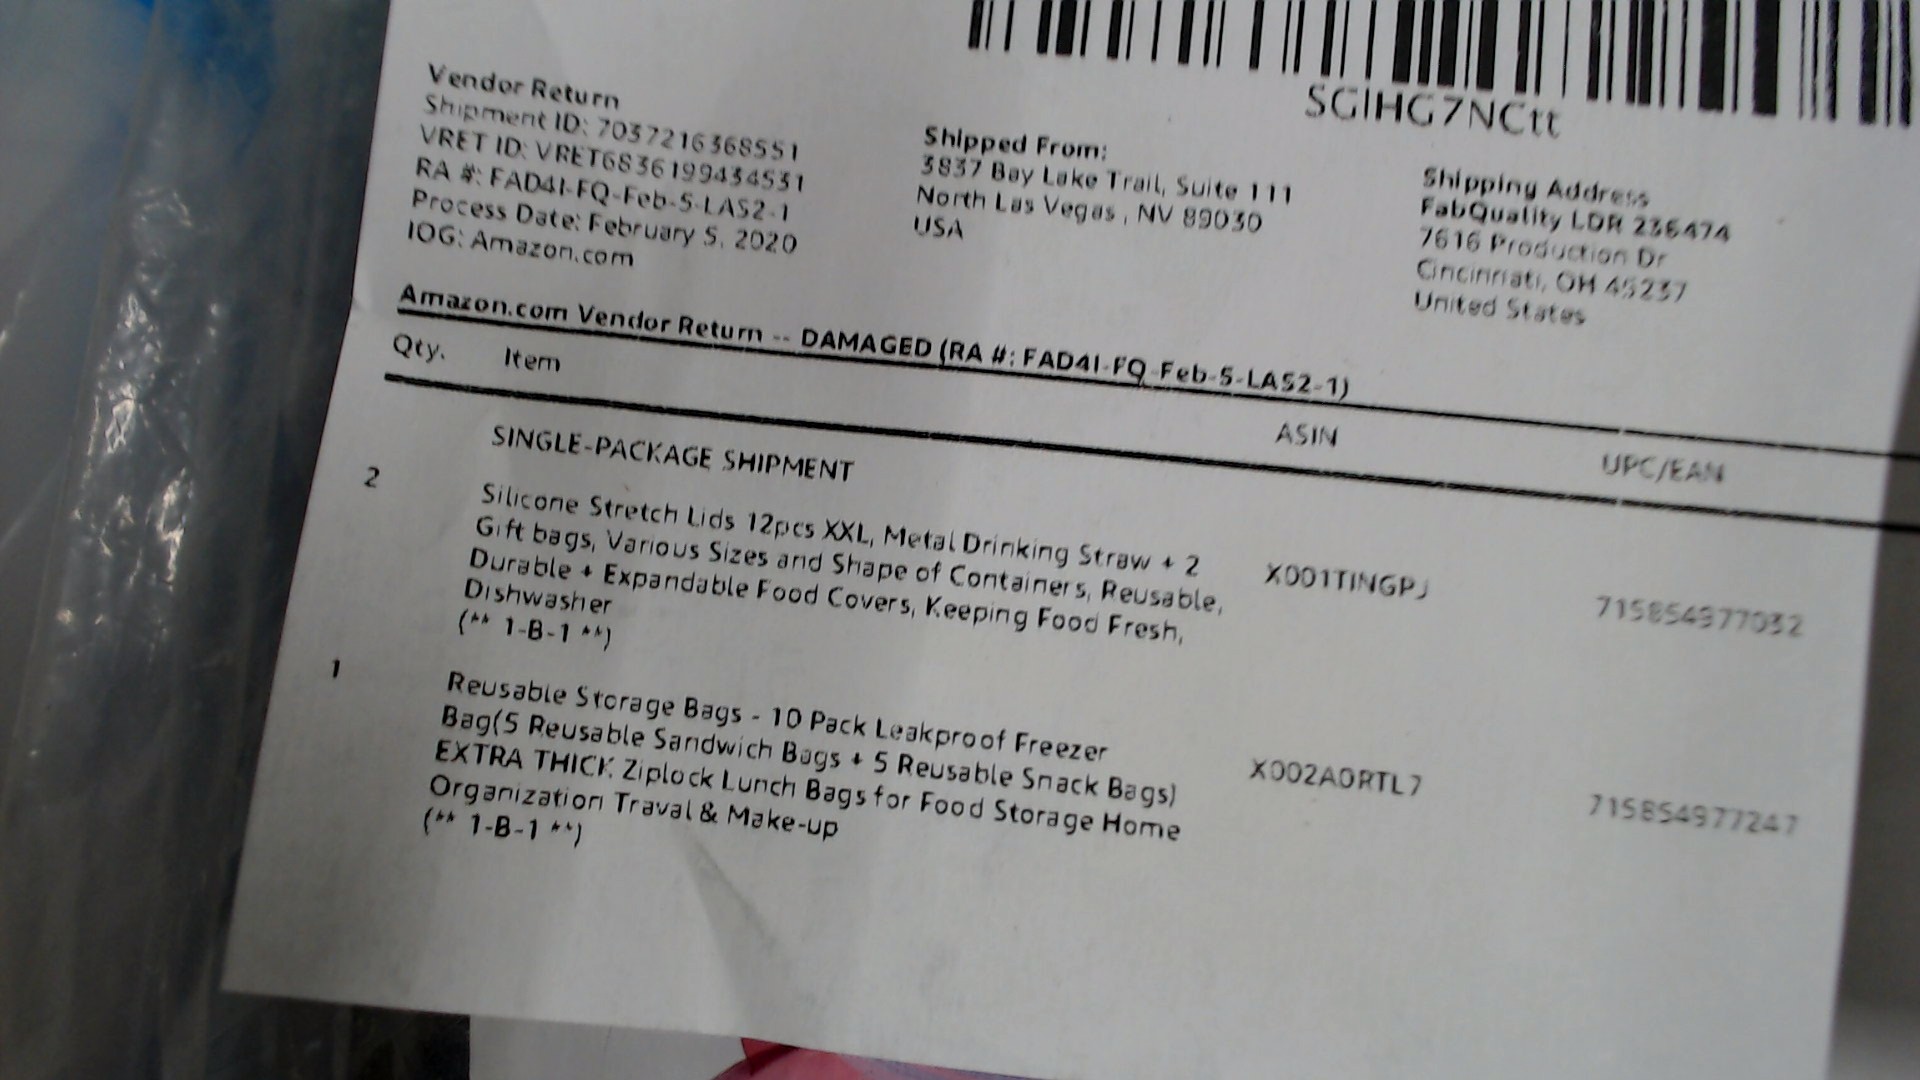 SGIHG7NCtt
Vendor Return
Shipment ID: 7037216368551
VRET ID: VRET6836199434531
RA #: FAD4I-FQ-Feb-5-LAS2-1
Process Date: February 5, 2020
IOG: Amazon.com
Shipped From:
3837 Bay Lake Trail, Suite 111
North Las Vegas , NV 89030
USA
Shipping Address
FabQuality LDR 236474
7616 Production Dr
Cincinnati, OH 45237
United States
Amazon.com Vendor Return -- DAMAGED (RA #: FAD4I-FQ-Feb-5-LAS2-1)
Qty. Item ASIN UPC/EAN
SINGLE-PACKAGE SHIPMENT
2 Silicone Stretch Lids 12pcs XXL, Metal Drinking Straw + 2
Gift bags, Various Sizes and Shape of Containers, Reusable,
Durable + Expandable Food Covers, Keeping Food Fresh,
Dishwasher
(** 1-B-1 **)
X001TINGPJ 715854977032
1 Reusable Storage Bags - 10 Pack Leakproof Freezer
Bag(5 Reusable Sandwich Bags + 5 Reusable Snack Bags)
EXTRA THICK Ziplock Lunch Bags for Food Storage Home
Organization Traval & Make-up
(** 1-B-1 **)
X002A0RTL7 715854977247